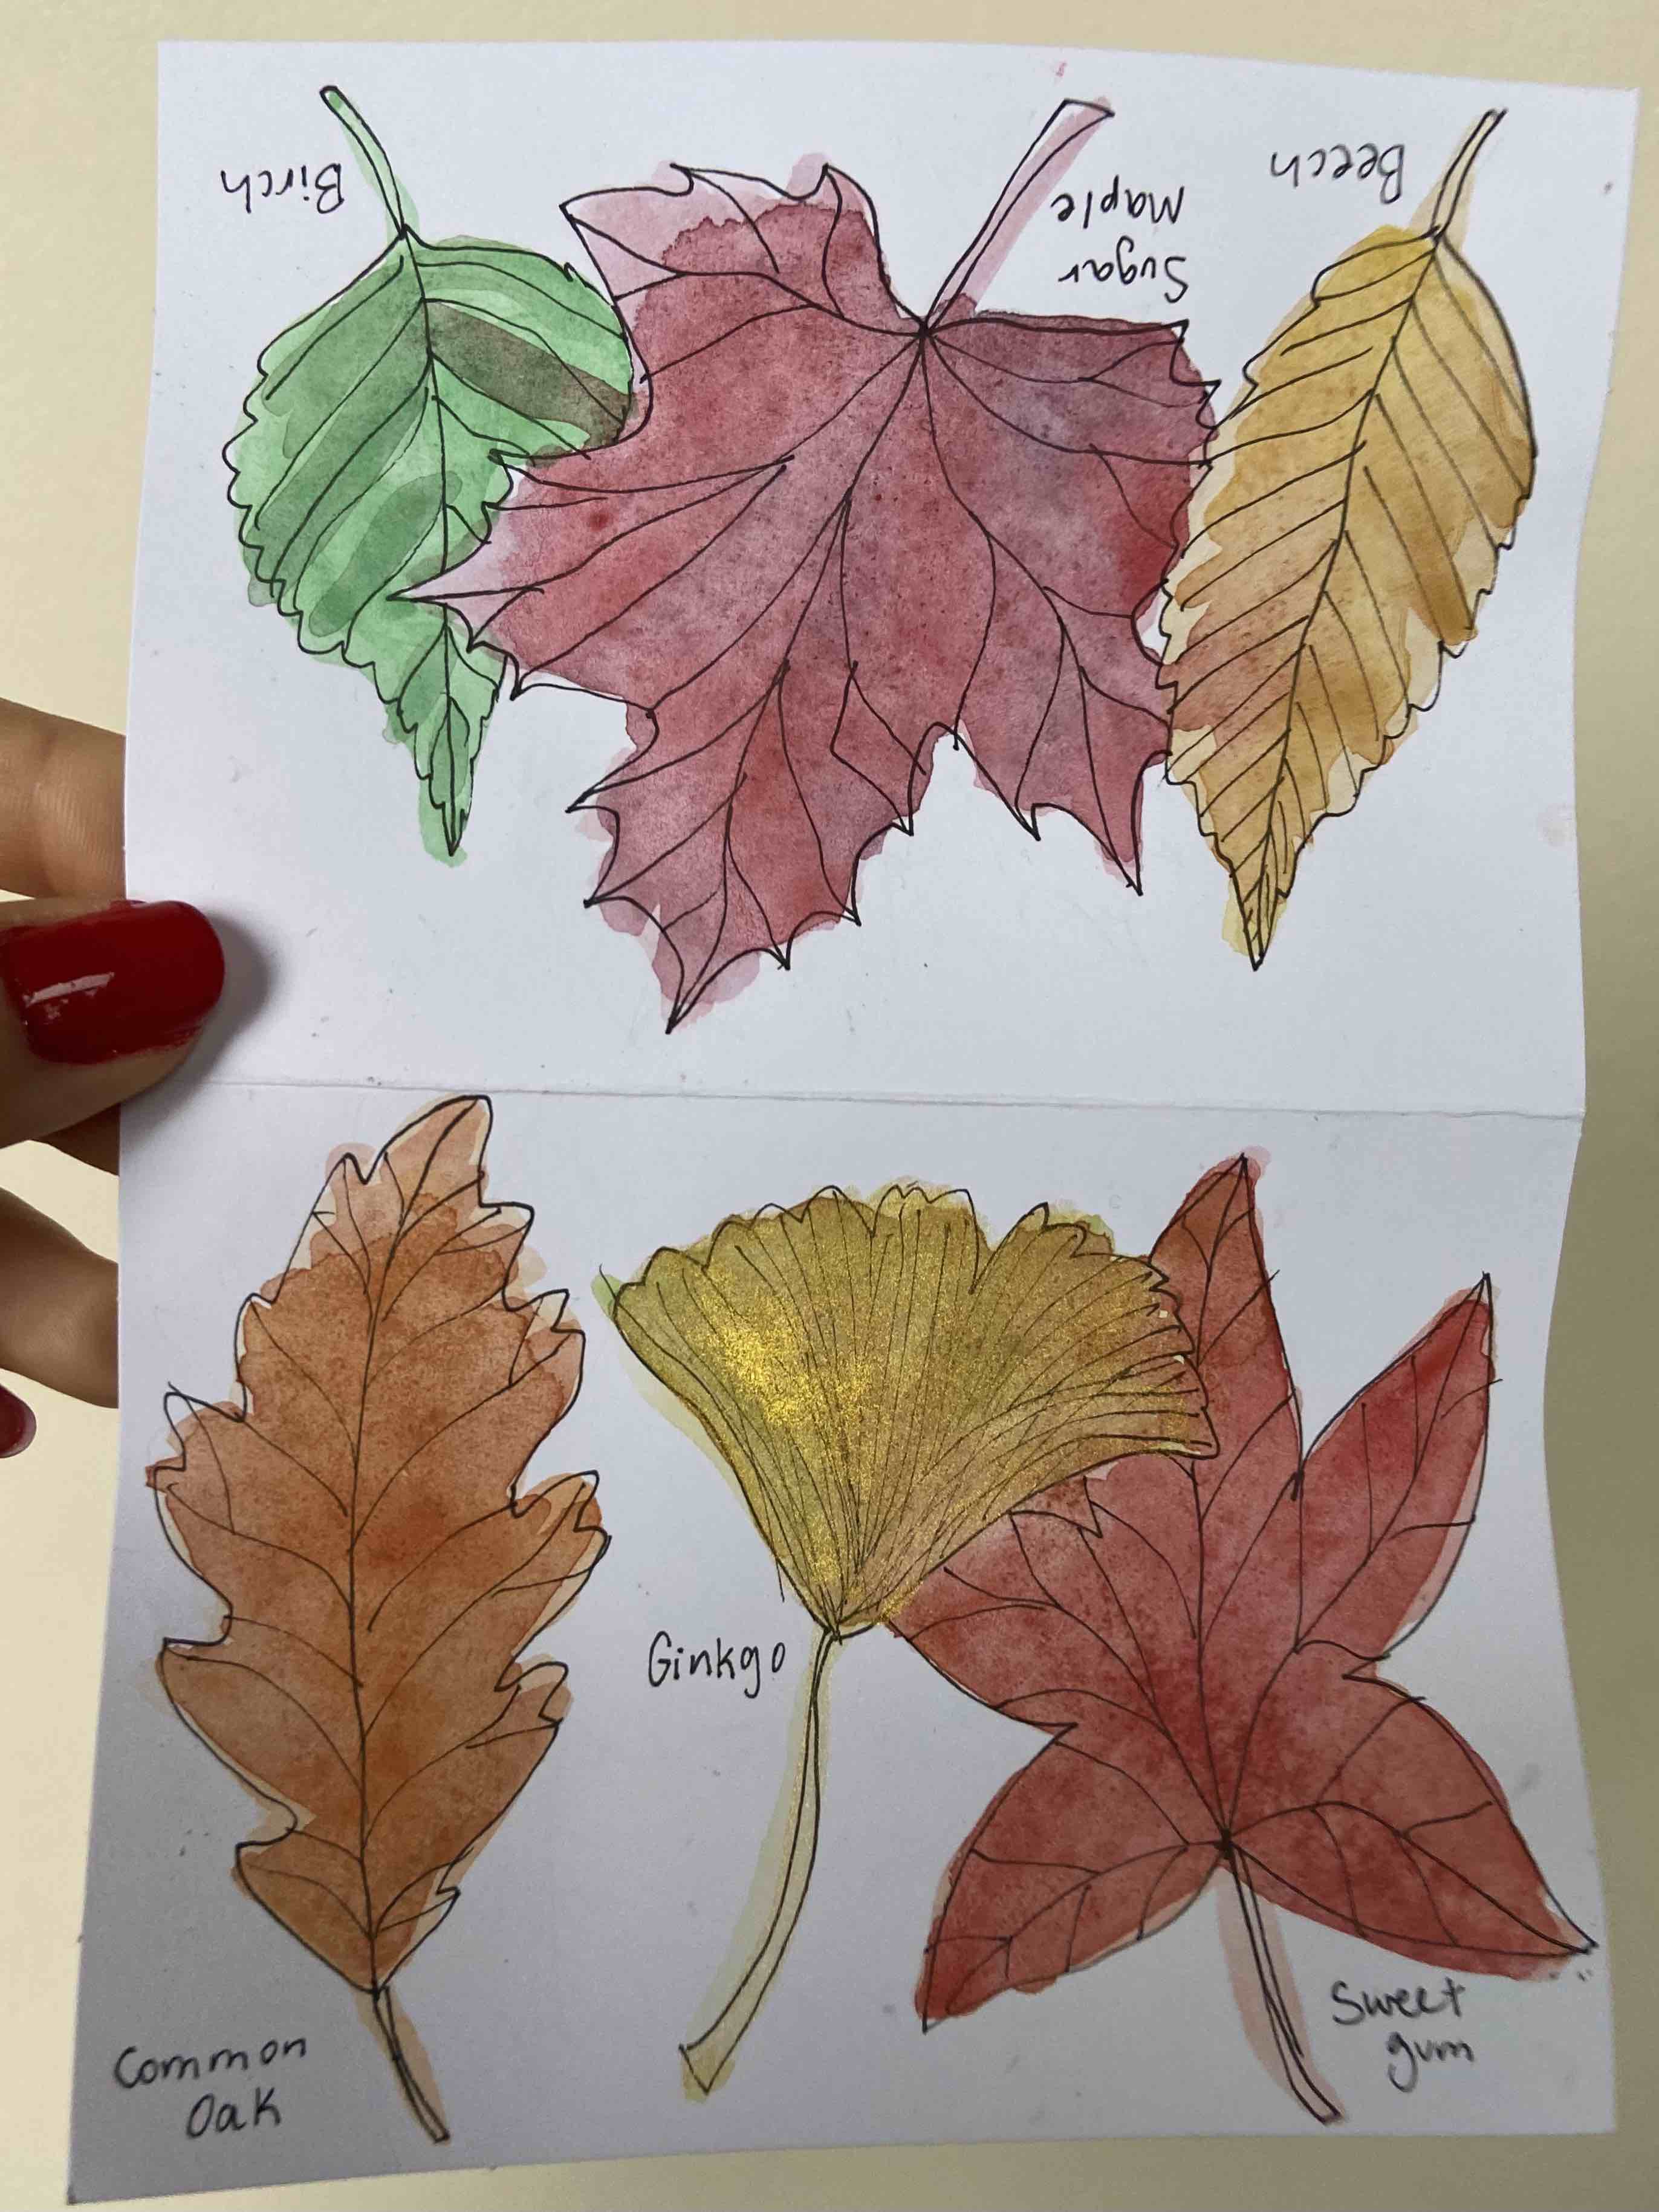 Birch
Sugar
Maple
Beech
Common
Oak
Ginkgo
Sweet
gum